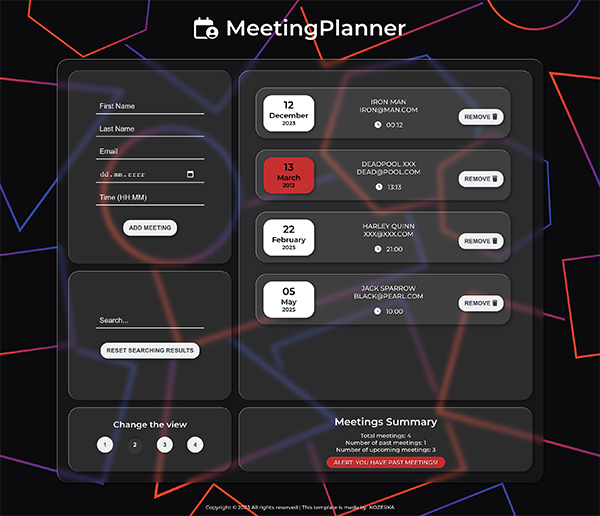 MeetingPlanner
First Name
Last Name
Email
dd.mm.rrrr
Time (HH:MM)
ADD MEETING
Search...
RESET SEARCHING RESULTS
Change the view
1 2 3 4
12
December
2023
IRON MAN
IRON@MAN.COM
00:12
REMOVE
13
March
2013
DEADPOOL XXX
DEAD@POOL.COM
13:13
REMOVE
22
February
2025
HARLEY QUINN
XXX@XXX.COM
21:00
REMOVE
05
May
2025
JACK SPARROW
BLACK@PEARL.COM
10:00
REMOVE
Meetings Summary
Total meetings: 4
Number of past meetings: 1
Number of upcoming meetings: 3
ALERT: YOU HAVE PAST MEETINGS!
Copyright © 2023 All rights reserved | This template is made by KOZERKA